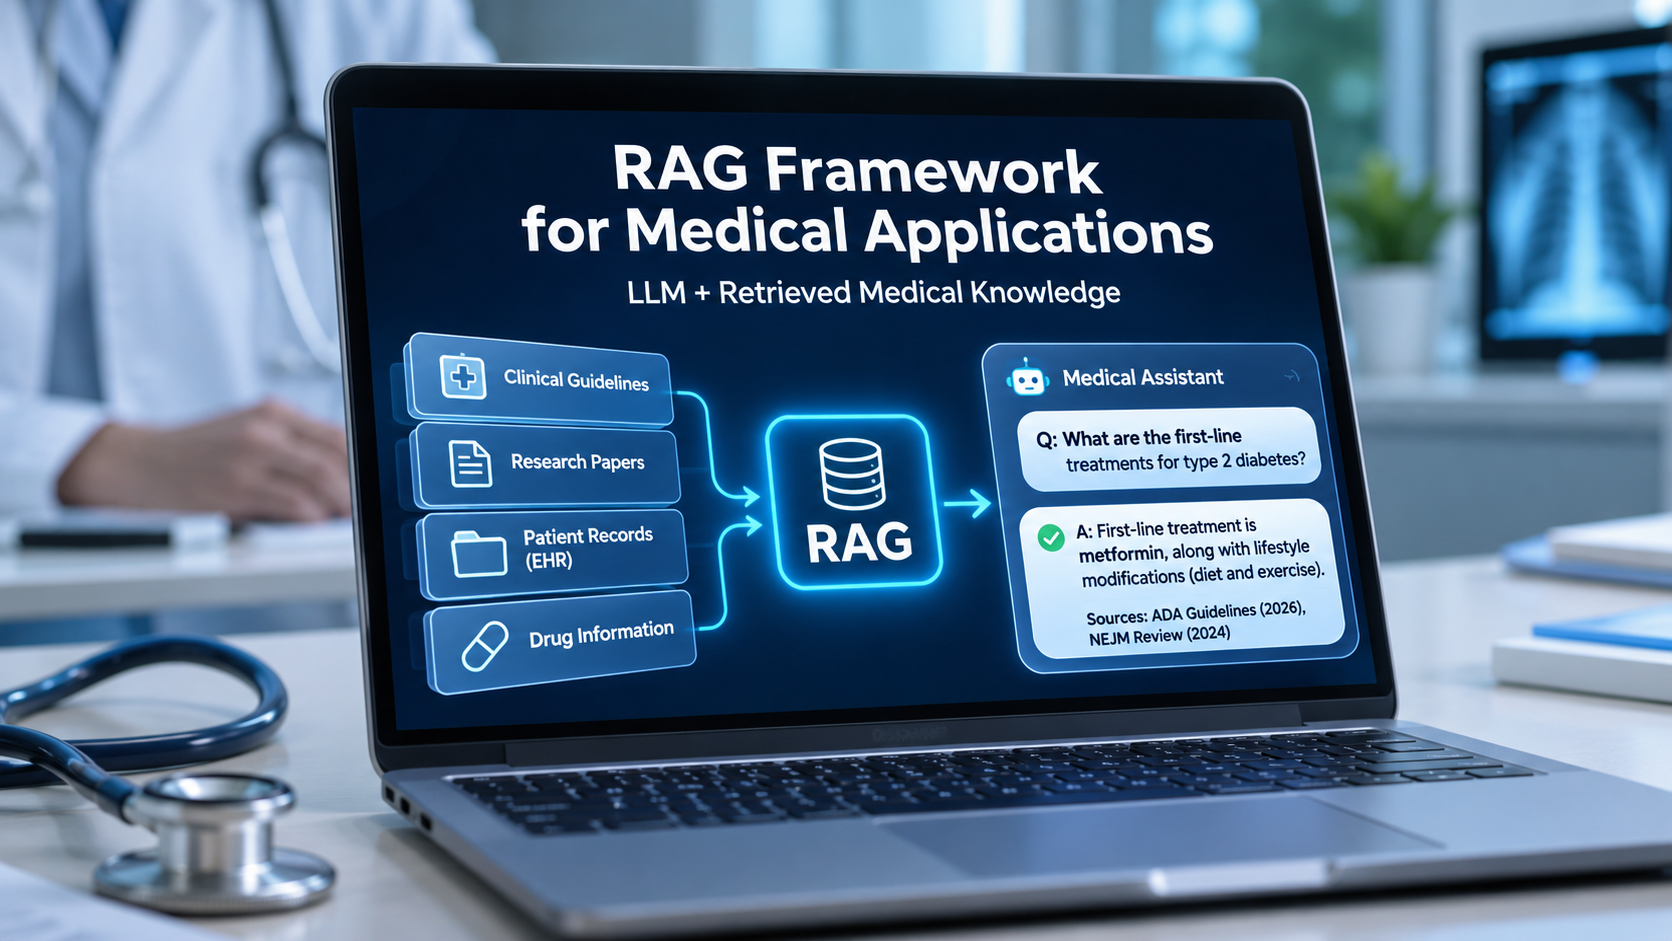 RAG Framework
for Medical Applications
LLM + Retrieved Medical Knowledge
Clinical Guidelines
Research Papers
Patient Records
(EHR)
Drug Information
RAG
Medical Assistant
Q: What are the first-line
treatments for type 2 diabetes?
A: First-line treatment is
metformin, along with lifestyle
modifications (diet and exercise).
Sources: ADA Guidelines (2026),
NEJM Review (2024)